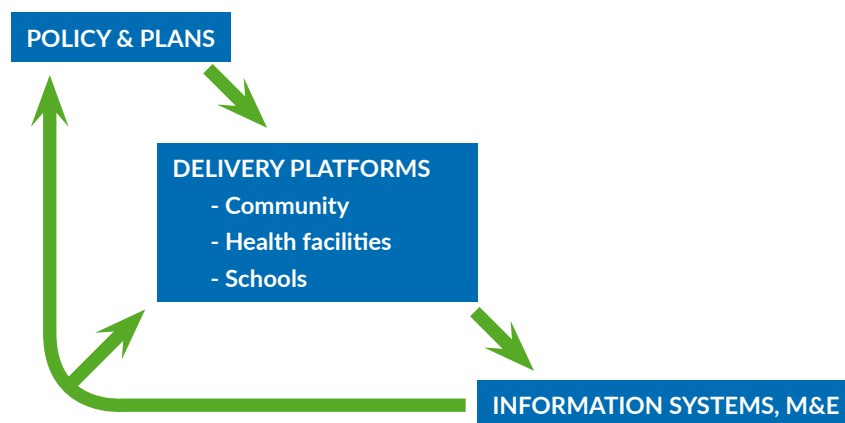 POLICY & PLANS
DELIVERY PLATFORMS
- Community
- Health facilities
- Schools
INFORMATION SYSTEMS, M&E